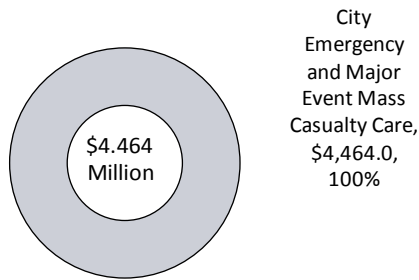 $4.464
Million
City
Emergency
and Major
Event Mass
Casualty Care,
$4,464.0,
100%